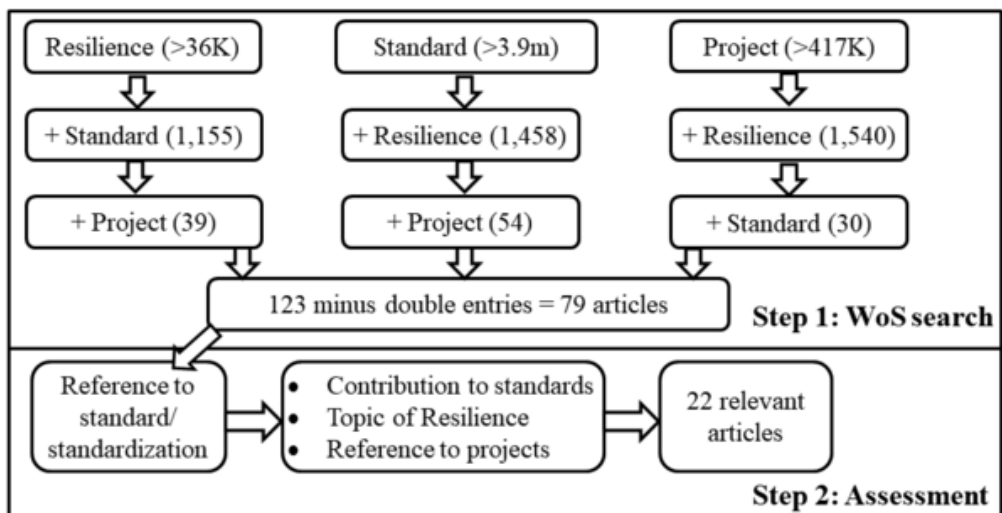 Resilience (>36K)
Standard (>3.9m)
Project (>417K)
+ Standard (1,155)
+ Resilience (1,458)
+ Resilience (1,540)
+ Project (39)
+ Project (54)
+ Standard (30)
123 minus double entries = 79 articles
Step 1: WoS search
Reference to
standard/
standardization
• Contribution to standards
• Topic of Resilience
• Reference to projects
22 relevant
articles
Step 2: Assessment